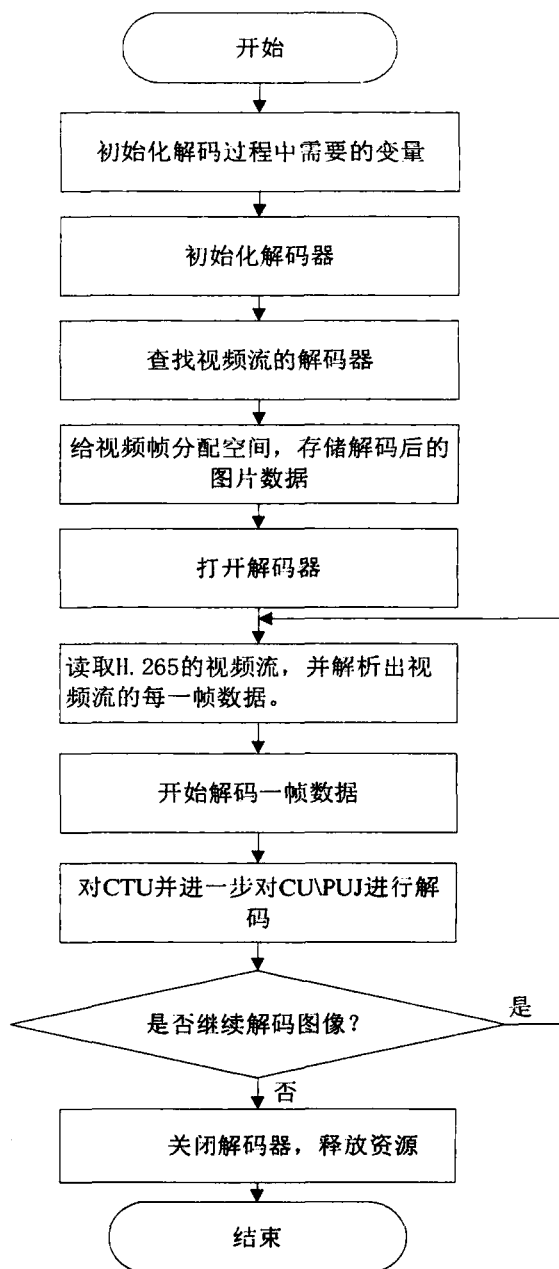 开始
初始化解码过程中需要的变量
初始化解码器
查找视频流的解码器
给视频帧分配空间，存储解码后的
图片数据
打开解码器
读取H.265的视频流，并解析出视
频流的每一帧数据。
开始解码一帧数据
对CTU并进一步对CU\PUJ进行解
码
是否继续解码图像？
是
否
关闭解码器，释放资源
结束